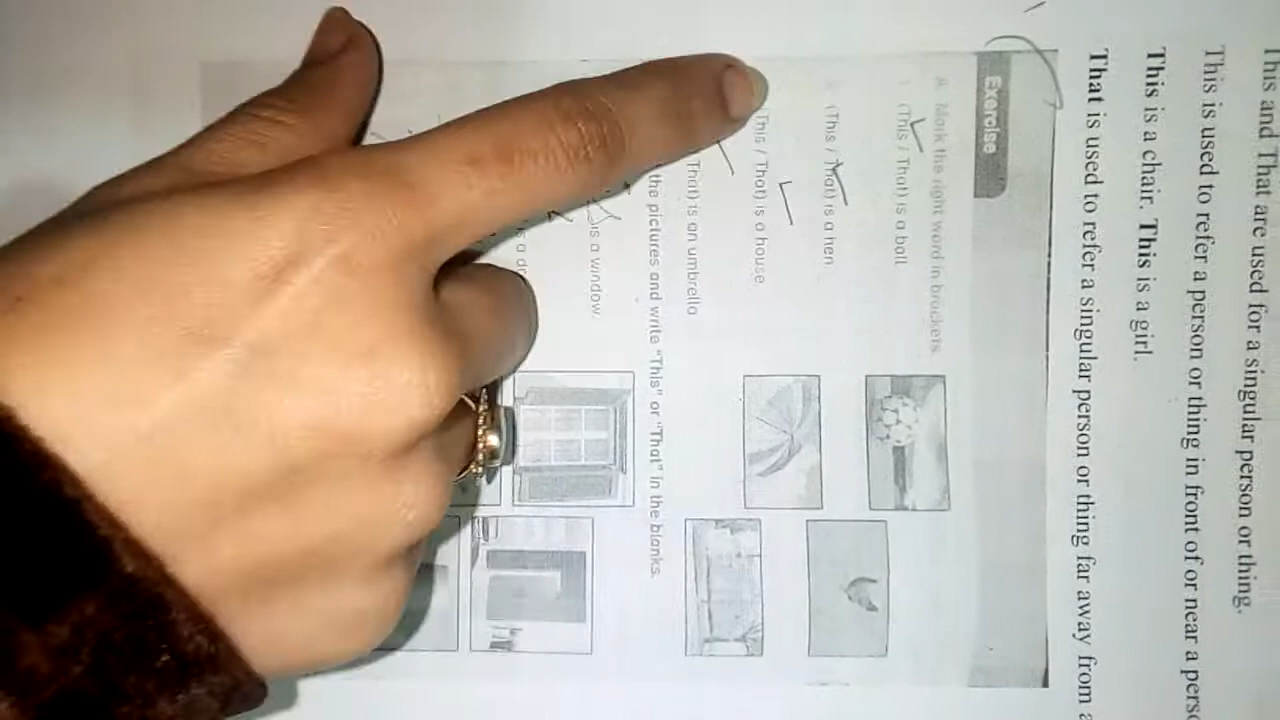 This and That are used for a singular person or thing.
This is used to refer a person or thing in front of or near a
This is a chair. This is a girl.
That is used to refer a singular person or thing far away from
Exercise
A. Mark the right word in brackets.
1. (This / That) is a ball.
(This / That) is a hen.
(This / That) is a house.
That) is an umbrella
the pictures and write "This" or "That" in the blanks.
is a window.